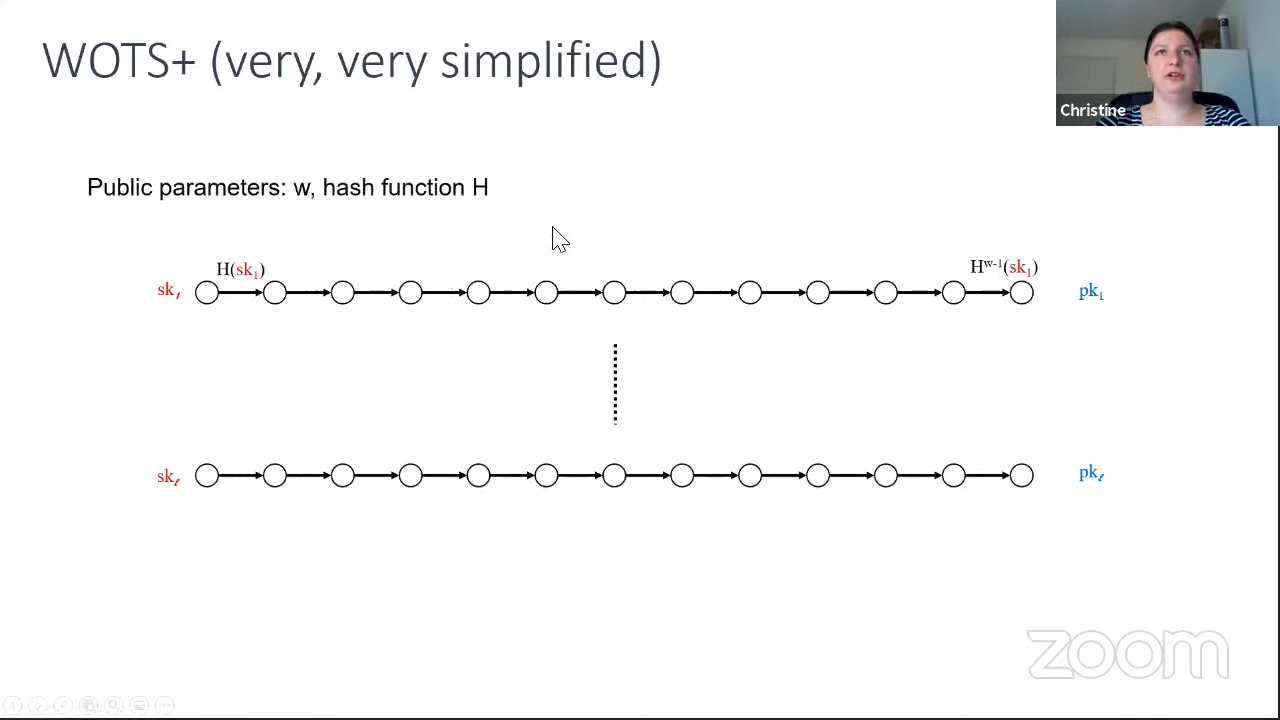 WOTS+ (very, very simplified)
Christine
Public parameters: w, hash function H
H(sk₁)
Hʷ⁻¹(sk₁)
sk₁
pk₁
skℓ
pkℓ
zoom